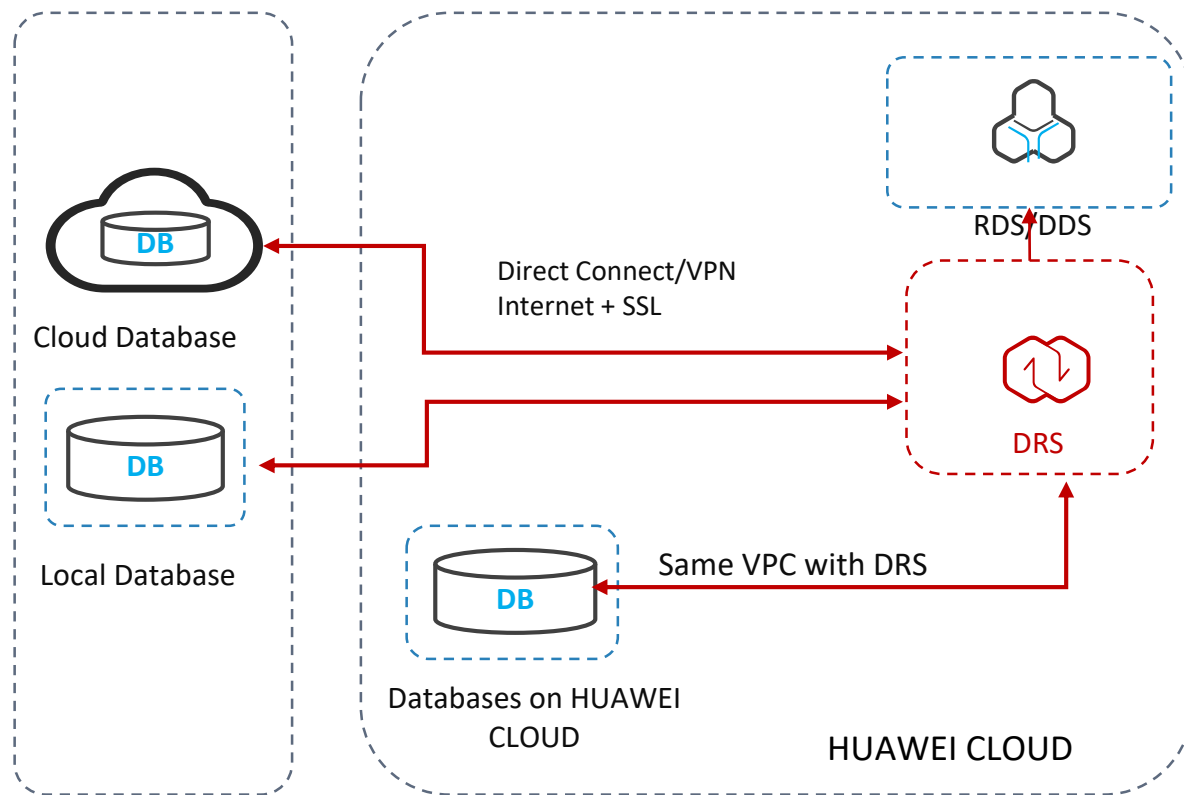 RDS/DDS
DB
Direct Connect/VPN
Internet + SSL
Cloud Database
DRS
DB
Same VPC with DRS
Local Database
DB
Databases on HUAWEI
CLOUD
HUAWEI CLOUD